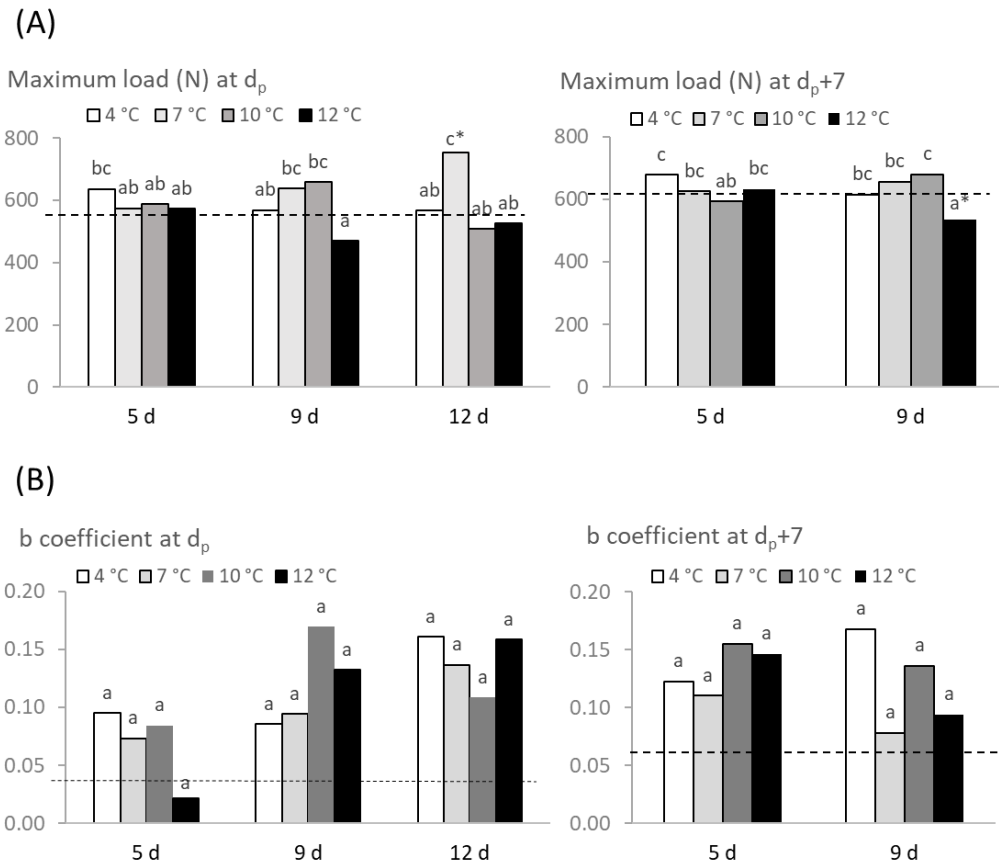 (A)
Maximum load (N) at dp
4 °C 7 °C 10 °C 12 °C
800
600
400
200
0
bc ab ab ab
ab bc bc a
ab c* ab ab
5 d 9 d 12 d
Maximum load (N) at dp+7
4 °C 7 °C 10 °C 12 °C
800
600
400
200
0
c bc ab bc
bc bc c a*
5 d 9 d
(B)
b coefficient at dp
4 °C 7 °C 10 °C 12 °C
0.20
0.15
0.10
0.05
0.00
a a a a
a a a a
a a a a
5 d 9 d 12 d
b coefficient at dp+7
4 °C 7 °C 10 °C 12 °C
0.20
0.15
0.10
0.05
0.00
a a a a
a a a a
5 d 9 d